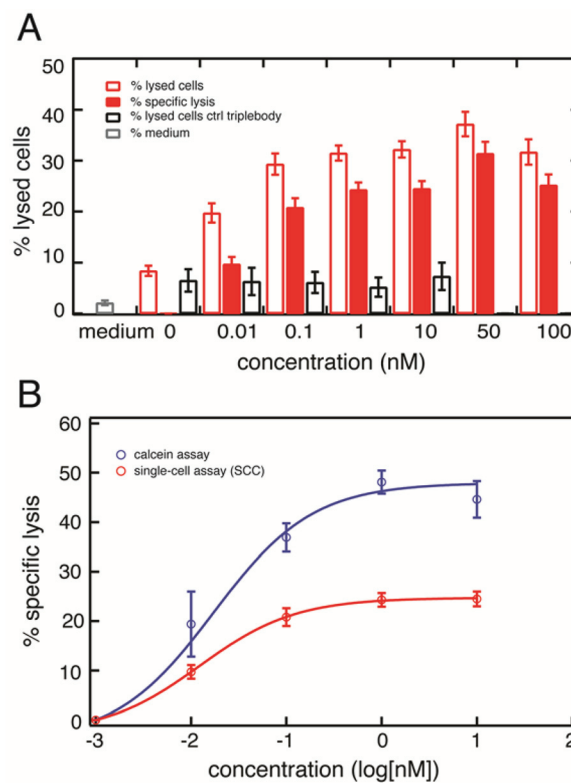 A
50
40
30
20
10
0
% lysed cells
% lysed cells
% specific lysis
% lysed cells ctrl triplebody
% medium
medium 0 0.01 0.1 1 10 50 100
concentration (nM)
B
60
50
40
30
20
10
0
% specific lysis
calcein assay
single-cell assay (SCC)
-3 -2 -1 0 1 2
concentration (log[nM])